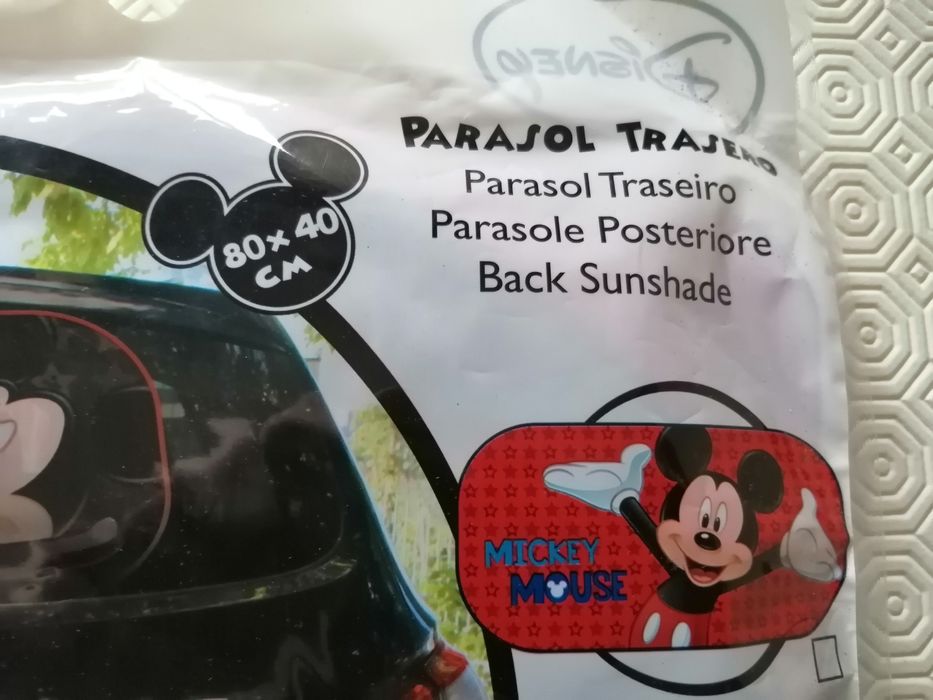 Disney
PARASOL TRASERO
Parasol Traseiro
Parasole Posteriore
Back Sunshade
80 x 40
CM
MICKEY
MOUSE